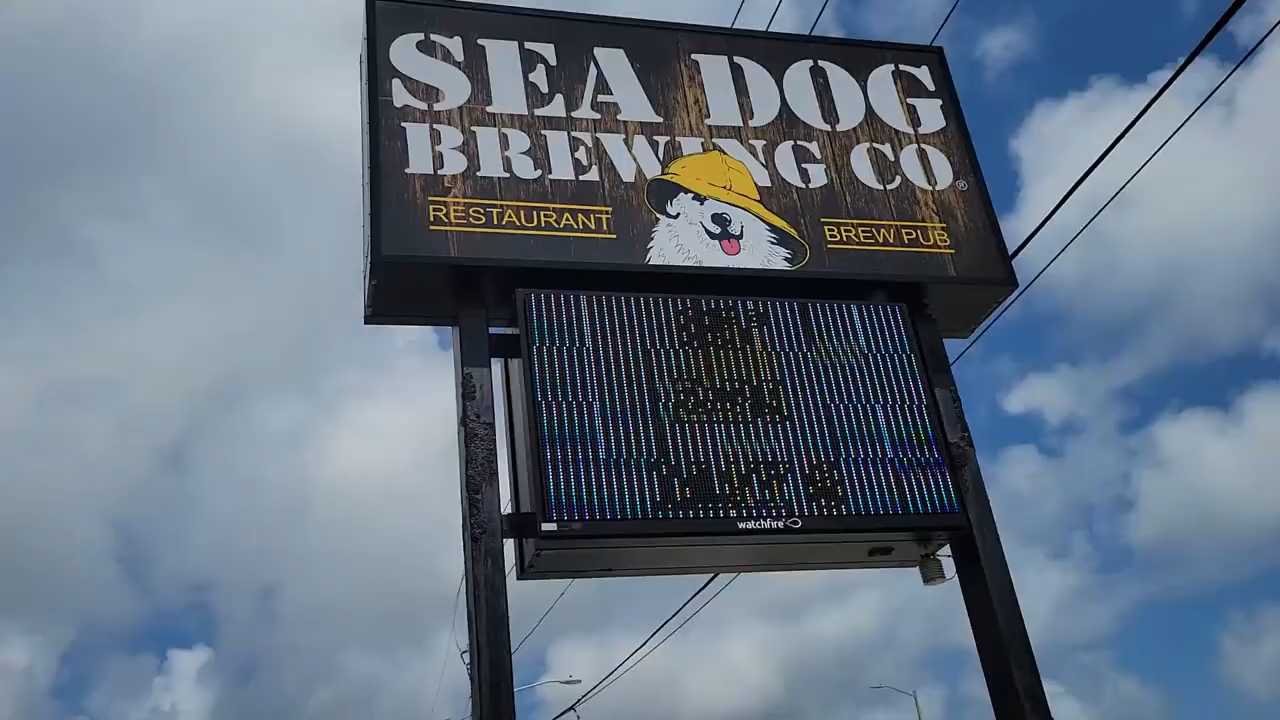 SEA DOG
BREWING CO®
RESTAURANT
BREW PUB
watchfire